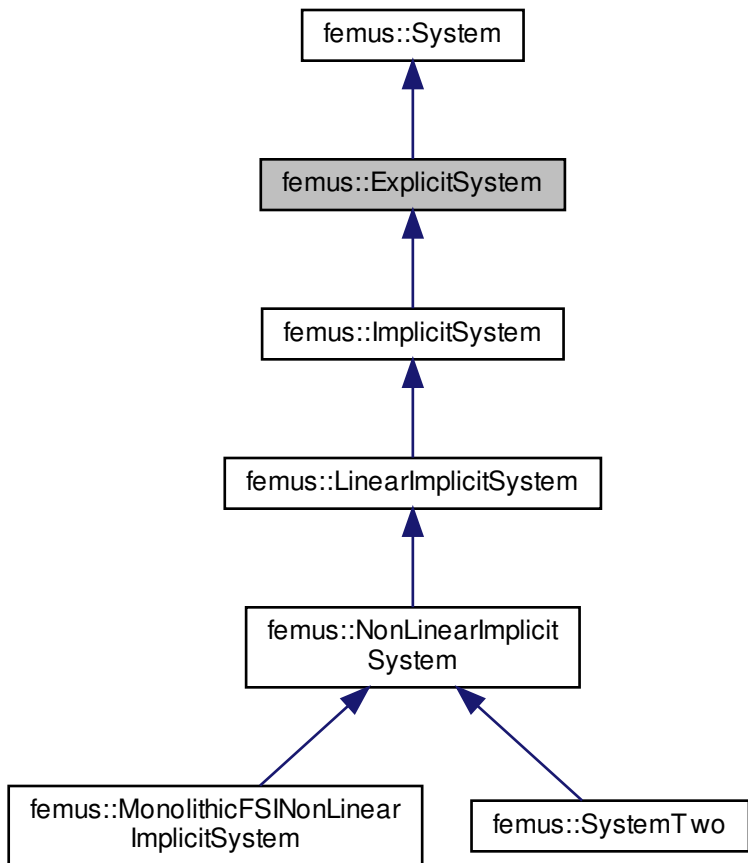 femus::System
femus::ExplicitSystem
femus::ImplicitSystem
femus::LinearImplicitSystem
femus::NonLinearImplicit
System
femus::MonolithicFSINonLinear
ImplicitSystem
femus::SystemTwo